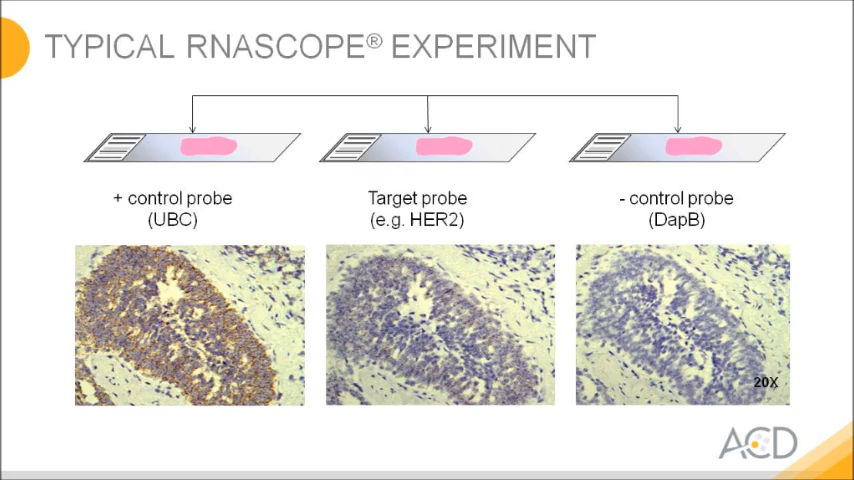 TYPICAL RNASCOPE® EXPERIMENT
+ control probe
(UBC)
Target probe
(e.g. HER2)
- control probe
(DapB)
20X
ACD